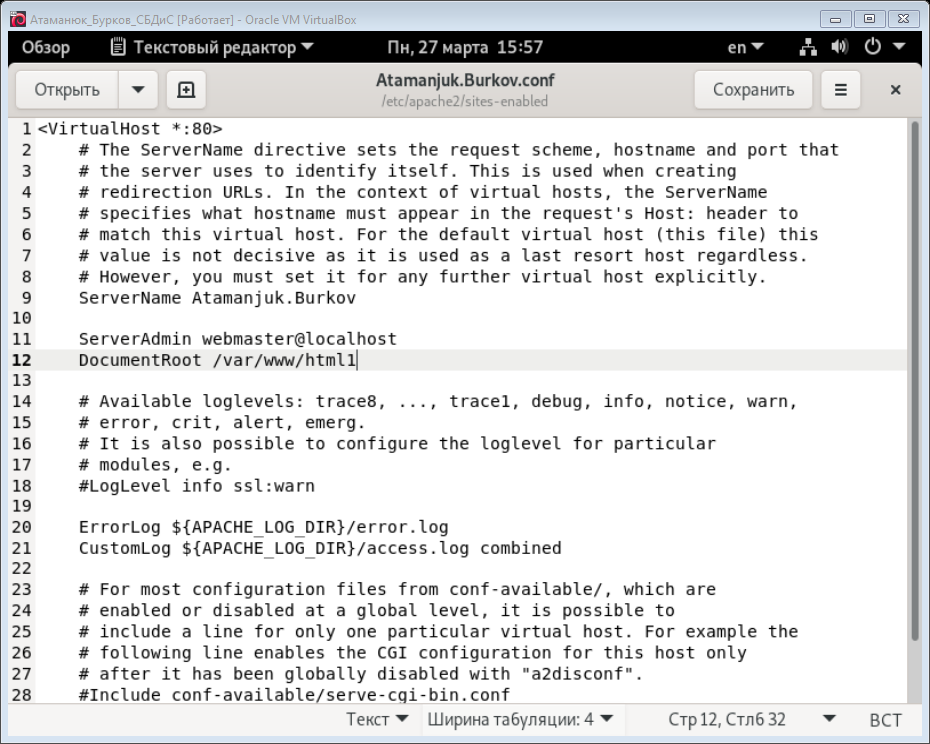 Атаманюк_Бурков_СБДиС [Работает] - Oracle VM VirtualBox
Обзор Текстовый редактор Пн, 27 марта 15:57 en
Открыть Atamanjuk.Burkov.conf Сохранить
/etc/apache2/sites-enabled
1 <VirtualHost *:80>
2 # The ServerName directive sets the request scheme, hostname and port that
3 # the server uses to identify itself. This is used when creating
4 # redirection URLs. In the context of virtual hosts, the ServerName
5 # specifies what hostname must appear in the request's Host: header to
6 # match this virtual host. For the default virtual host (this file) this
7 # value is not decisive as it is used as a last resort host regardless.
8 # However, you must set it for any further virtual host explicitly.
9 ServerName Atamanjuk.Burkov
10
11 ServerAdmin webmaster@localhost
12 DocumentRoot /var/www/html1
13
14 # Available loglevels: trace8, ..., trace1, debug, info, notice, warn,
15 # error, crit, alert, emerg.
16 # It is also possible to configure the loglevel for particular
17 # modules, e.g.
18 #LogLevel info ssl:warn
19
20 ErrorLog ${APACHE_LOG_DIR}/error.log
21 CustomLog ${APACHE_LOG_DIR}/access.log combined
22
23 # For most configuration files from conf-available/, which are
24 # enabled or disabled at a global level, it is possible to
25 # include a line for only one particular virtual host. For example the
26 # following line enables the CGI configuration for this host only
27 # after it has been globally disabled with "a2disconf".
28 #Include conf-available/serve-cgi-bin.conf
Текст Ширина табуляции: 4 Стр 12, Стлб 32 ВСТ